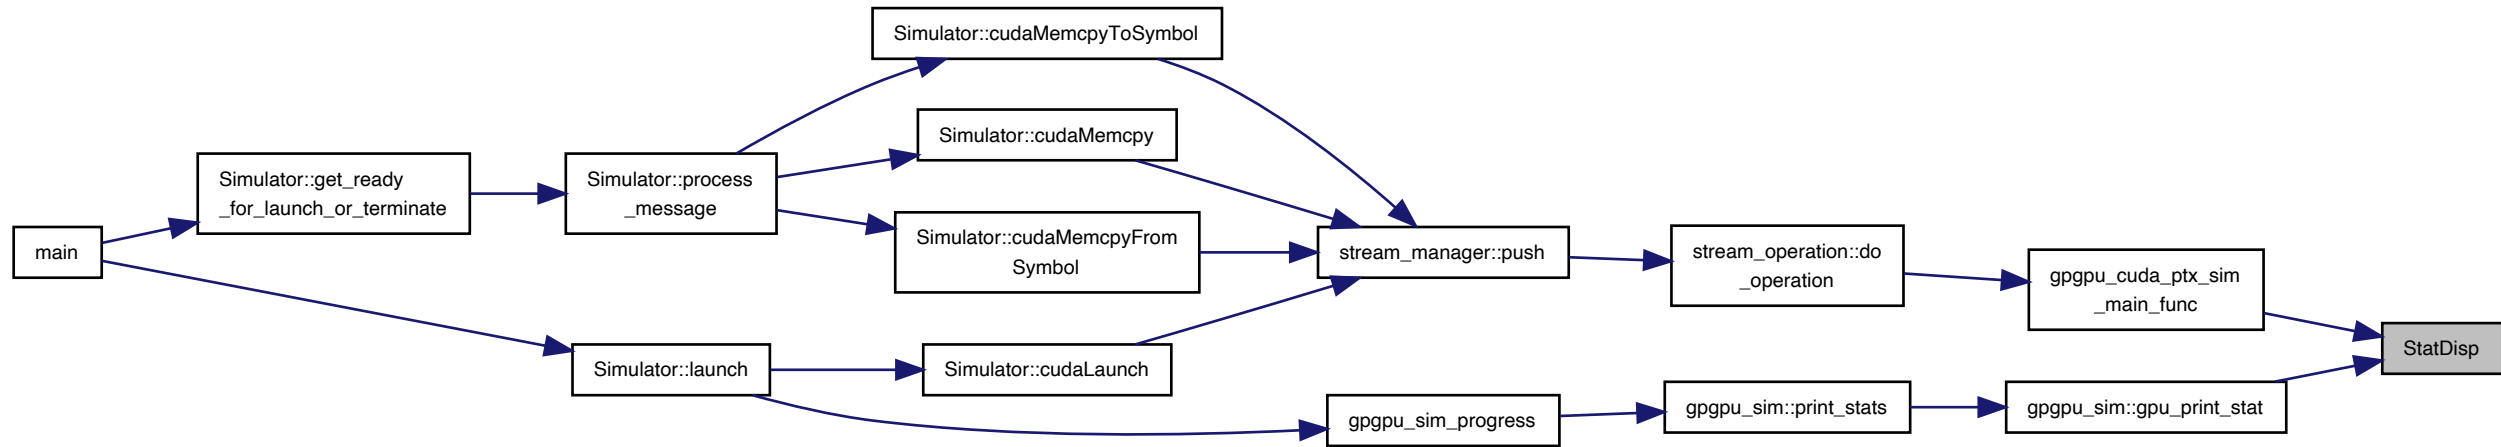 Simulator::cudaMemcpyToSymbol
Simulator::cudaMemcpy
Simulator::get_ready
_for_launch_or_terminate
Simulator::process
_message
Simulator::cudaMemcpyFrom
Symbol
main
stream_manager::push
stream_operation::do
_operation
gpgpu_cuda_ptx_sim
_main_func
StatDisp
Simulator::launch
Simulator::cudaLaunch
gpgpu_sim_progress
gpgpu_sim::print_stats
gpgpu_sim::gpu_print_stat